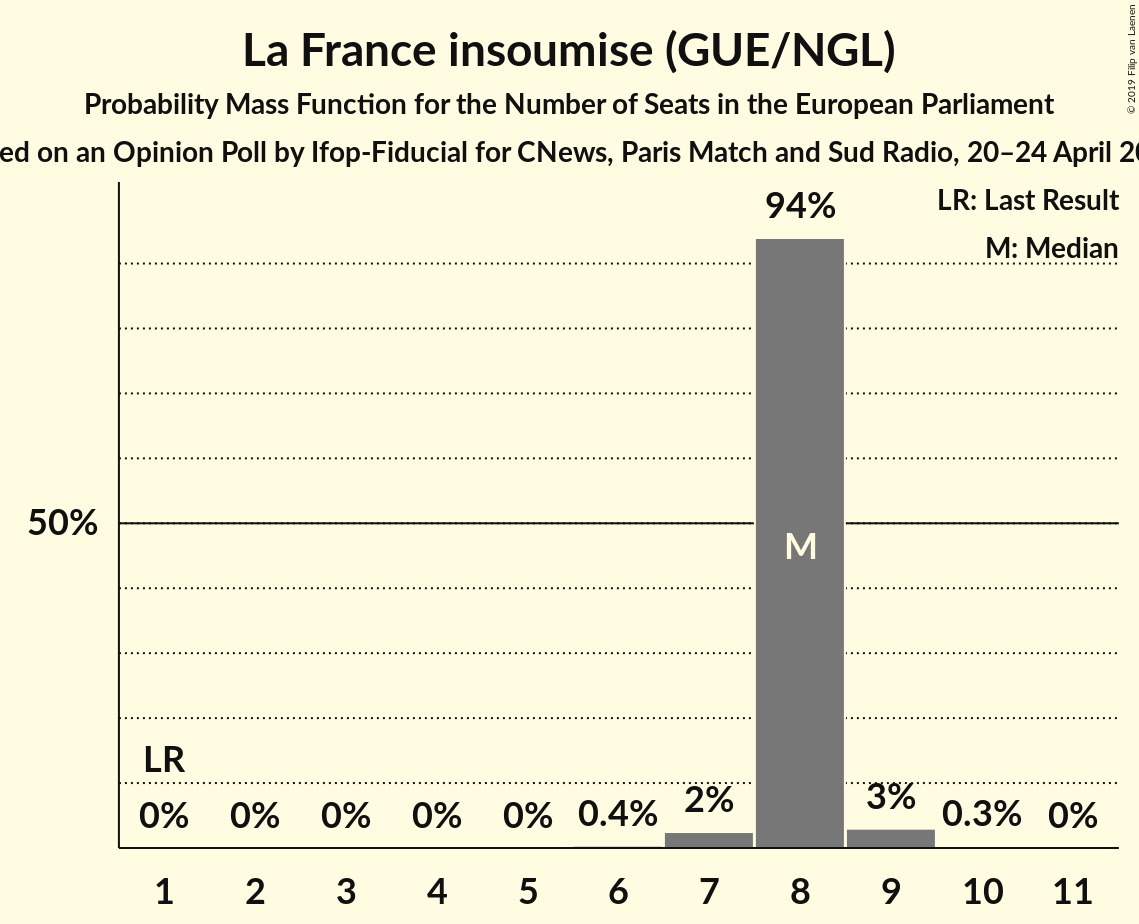 La France insoumise (GUE/NGL)
Probability Mass Function for the Number of Seats in the European Parliament
on an Opinion Poll by Ifop-Fiducial for CNews, Paris Match and Sud Radio, 20–24 April
© 2019 Filip van Laenen
LR: Last Result
M: Median
94%
50%
M
LR
0% 0% 0% 0% 0% 0.4% 2% 3% 0.3% 0%
1 2 3 4 5 6 7 8 9 10 11